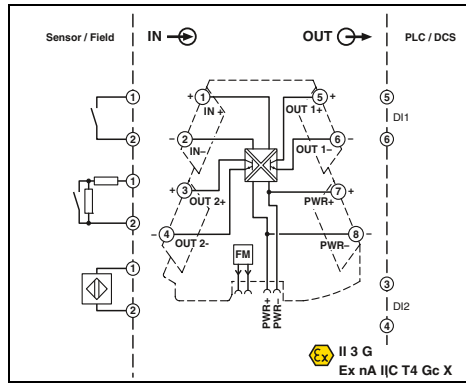 Sensor / Field
IN
OUT
PLC / DCS
1
2
1
2
1
2
+ 1
IN +
– 2
IN–
+ 3
OUT 2+
– 4
OUT 2-
5 +
OUT 1+
6 –
OUT 1–
7 +
PWR+
8 –
PWR–
FM
PWR+
PWR–
5
DI1
6
3
DI2
4
Ex
II 3 G
Ex nA IIC T4 Gc X